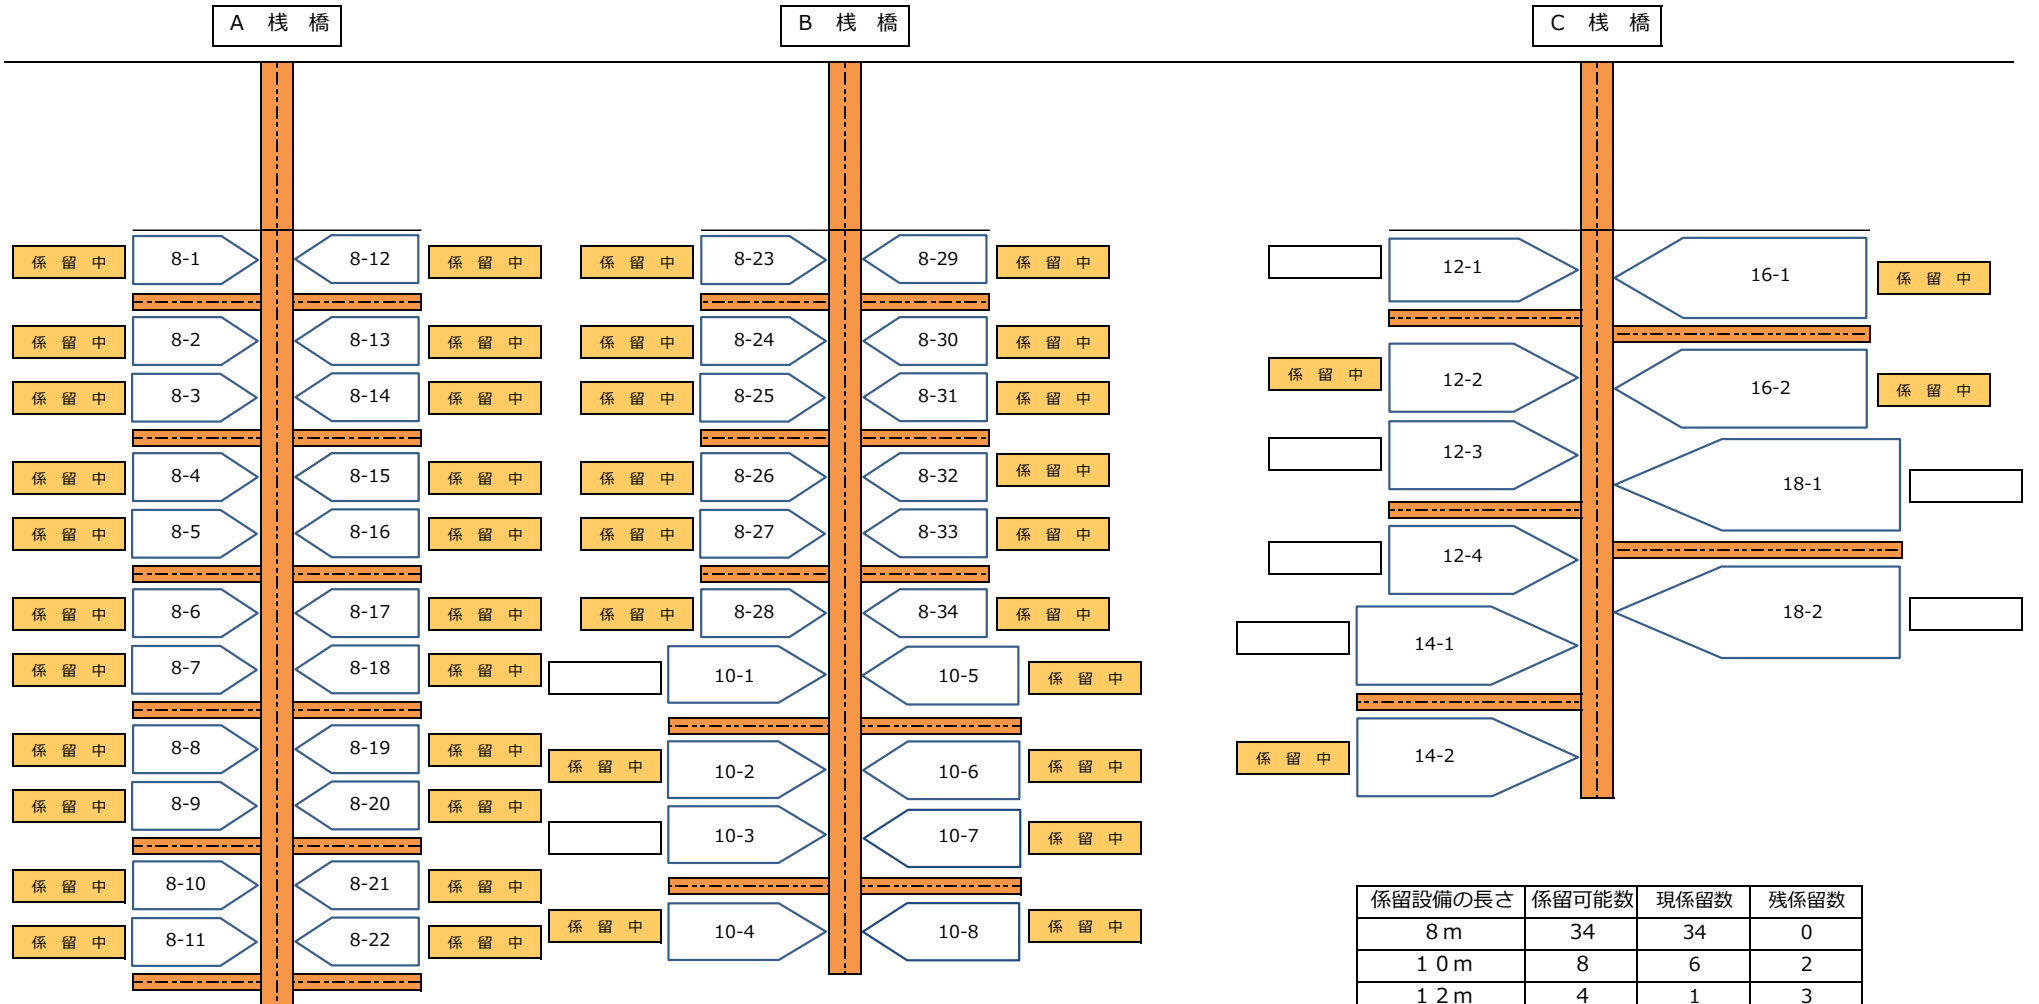 A 桟 橋
B 桟 橋
C 桟 橋
係 留 中 8-1 8-12 係 留 中
係 留 中 8-2 8-13 係 留 中
係 留 中 8-3 8-14 係 留 中
係 留 中 8-4 8-15 係 留 中
係 留 中 8-5 8-16 係 留 中
係 留 中 8-6 8-17 係 留 中
係 留 中 8-7 8-18 係 留 中
係 留 中 8-8 8-19 係 留 中
係 留 中 8-9 8-20 係 留 中
係 留 中 8-10 8-21 係 留 中
係 留 中 8-11 8-22 係 留 中
係 留 中 8-23 8-29 係 留 中
係 留 中 8-24 8-30 係 留 中
係 留 中 8-25 8-31 係 留 中
係 留 中 8-26 8-32 係 留 中
係 留 中 8-27 8-33 係 留 中
係 留 中 8-28 8-34 係 留 中
10-1 10-5 係 留 中
係 留 中 10-2 10-6 係 留 中
10-3 10-7 係 留 中
係 留 中 10-4 10-8 係 留 中
12-1 16-1 係 留 中
係 留 中 12-2 16-2 係 留 中
12-3 18-1
12-4 18-2
14-1
係 留 中 14-2
係留設備の長さ 係留可能数 現係留数 残係留数
8ｍ 34 34 0
１０ｍ 8 6 2
１２ｍ 4 1 3